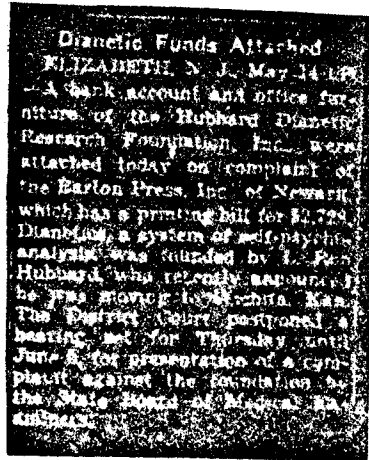 Dianetic Funds Attached
ELIZABETH, N. J., May 14 (AP)
—A bank account and office fur-
niture of the Hubbard Dianetic
Research Foundation, Inc., were
attached today on complaint of
the Barton Press, Inc. of Newark,
which has a printing bill for
Dianetics, a system of self-psycho-
analysis was founded by L. Ron
Hubbard, who recently announced
he was moving to Wichita, Kan.
The District Court postponed a
hearing set for Thursday until
June for presentation of a com-
plaint against the foundation by
the State Board of Medical Ex-
aminers.